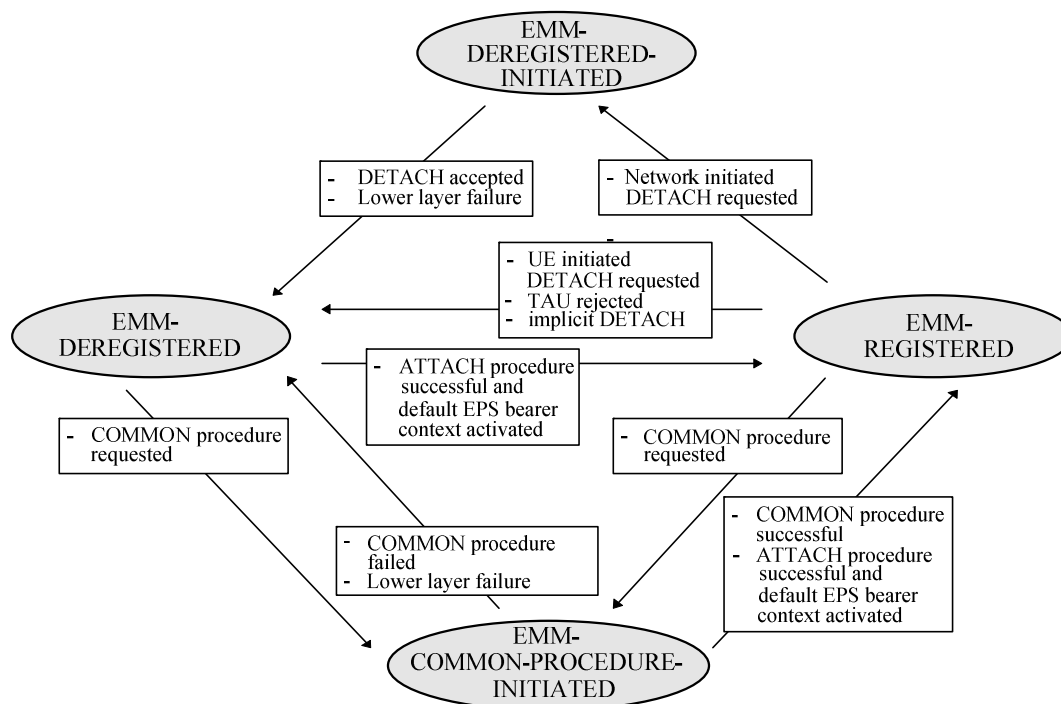 EMM-
DEREGISTERED-
INITIATED
- DETACH accepted
- Lower layer failure
- Network initiated
DETACH requested
-
- UE initiated
DETACH requested
- TAU rejected
- implicit DETACH
EMM-
DEREGISTERED
EMM-
REGISTERED
- ATTACH procedure
successful and
default EPS bearer
context activated
- COMMON procedure
requested
- COMMON procedure
requested
- COMMON procedure
failed
- Lower layer failure
- COMMON procedure
successful
- ATTACH procedure
successful and
default EPS bearer
context activated
EMM-
COMMON-PROCEDURE-
INITIATED